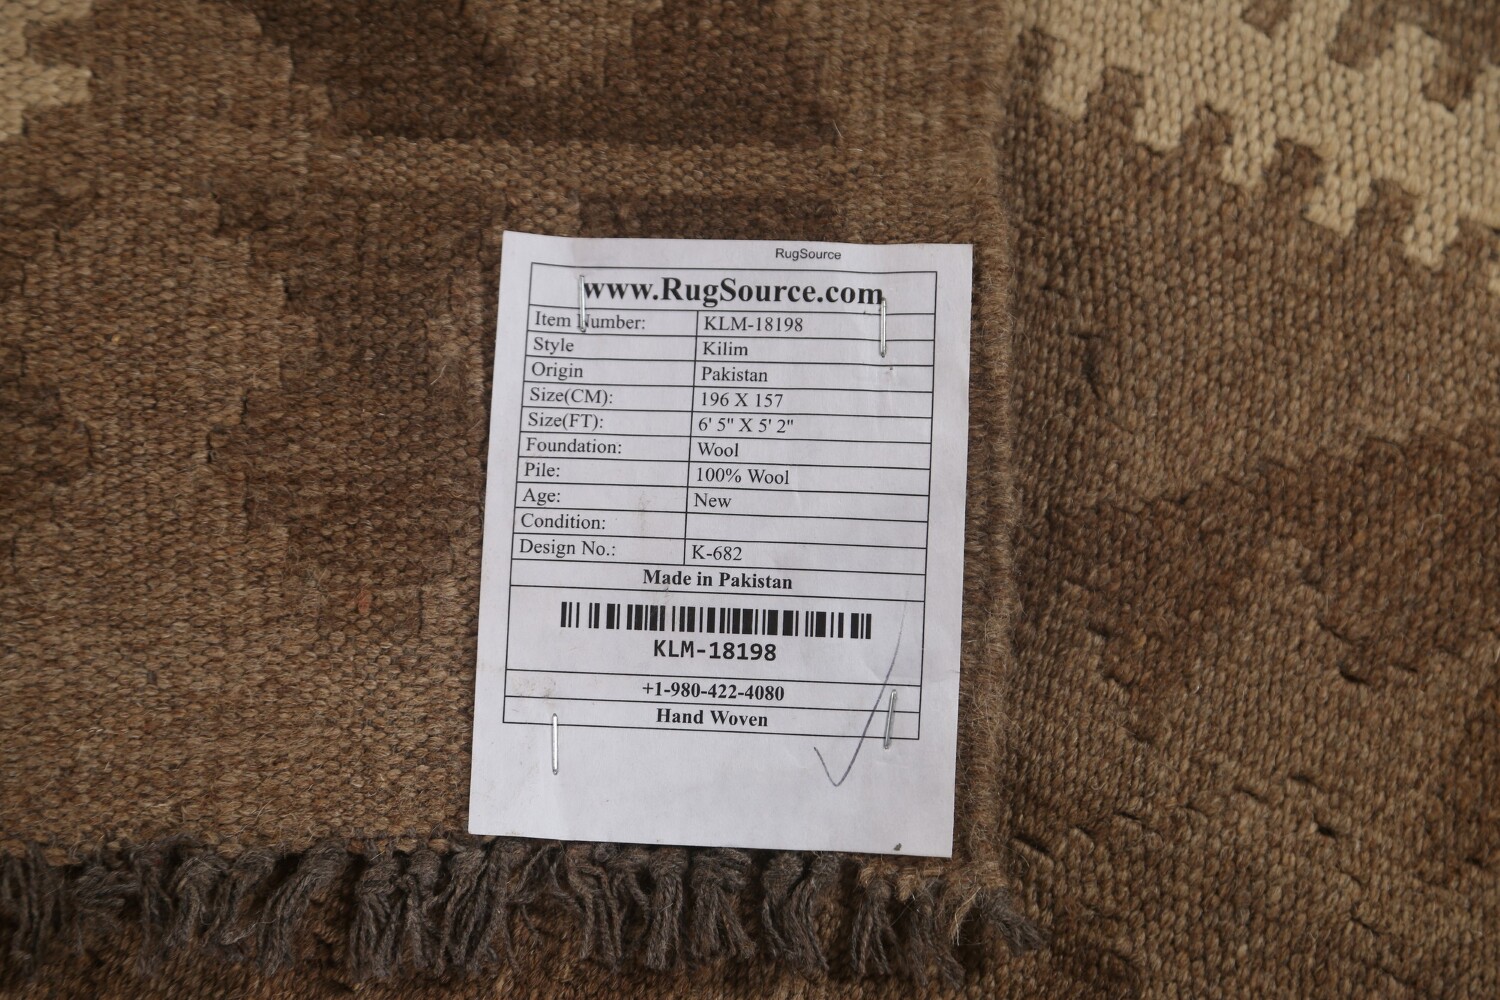 RugSource
www.RugSource.com
Item Number: KLM-18198
Style Kilim
Origin Pakistan
Size(CM): 196 X 157
Size(FT): 6' 5" X 5' 2"
Foundation: Wool
Pile: 100% Wool
Age: New
Condition:
Design No.: K-682
Made in Pakistan
KLM-18198
+1-980-422-4080
Hand Woven